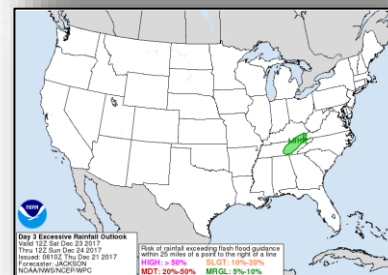 MRGL
Day 3 Excessive Rainfall Outlook
Valid 12Z Sat Dec 23 2017
Thru 12Z Sun Dec 24 2017
Issued: 0810Z Thu Dec 21 2017
Forecaster: JACKSON
NOAA/NWS/NCEP/WPC
Risk of rainfall exceeding flash flood guidance
within 25 miles of a point to the right of a line
HIGH: > 50% SLGT: 10%-20%
MDT: 20%-50% MRGL: 5%-10%